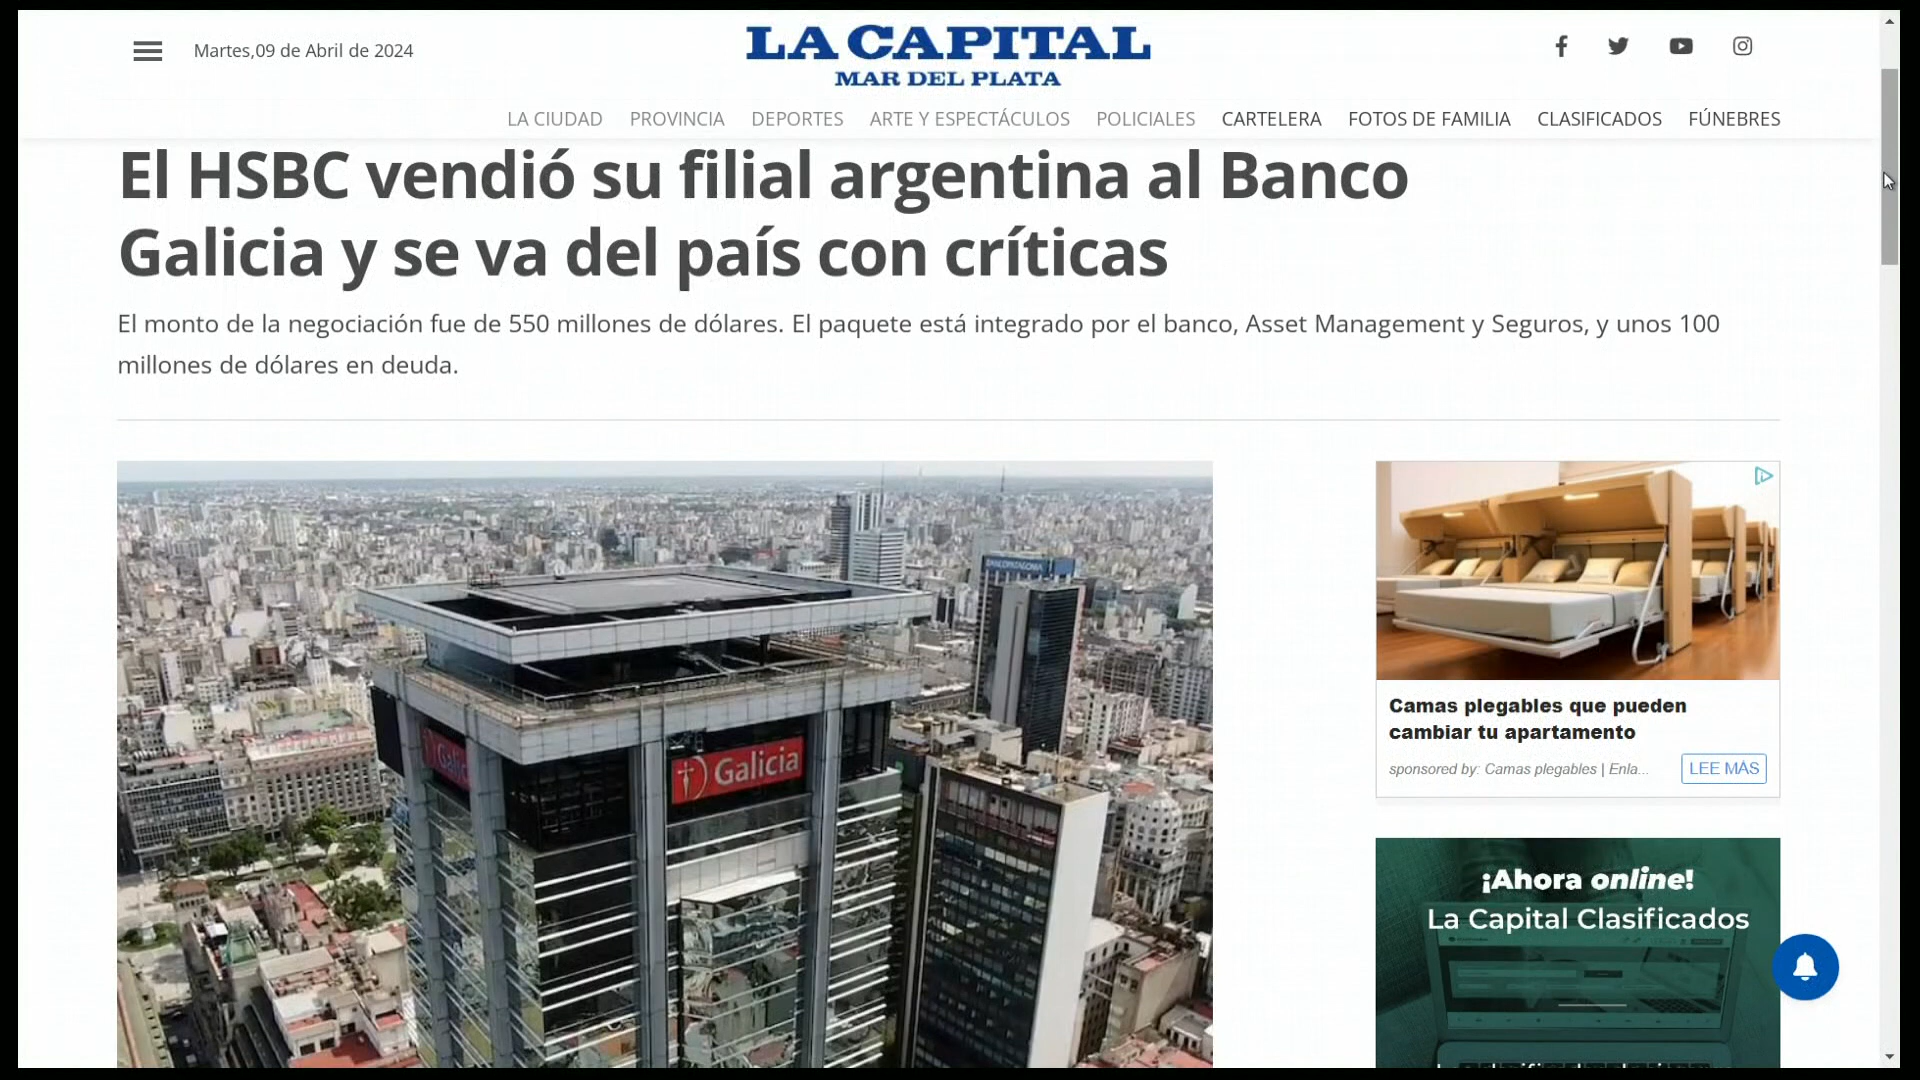 Martes,09 de Abril de 2024
LA CAPITAL
MAR DEL PLATA
LA CIUDAD PROVINCIA DEPORTES ARTE Y ESPECTÁCULOS POLICIALES CARTELERA FOTOS DE FAMILIA CLASIFICADOS FÚNEBRES
El HSBC vendió su filial argentina al Banco
Galicia y se va del país con críticas
El monto de la negociación fue de 550 millones de dólares. El paquete está integrado por el banco, Asset Management y Seguros, y unos 100
millones de dólares en deuda.
BANCO PATAGONIA
Galicia
Galicia
Camas plegables que pueden
cambiar tu apartamento
sponsored by: Camas plegables | Enla...
LEE MÁS
¡Ahora online!
La Capital Clasificados